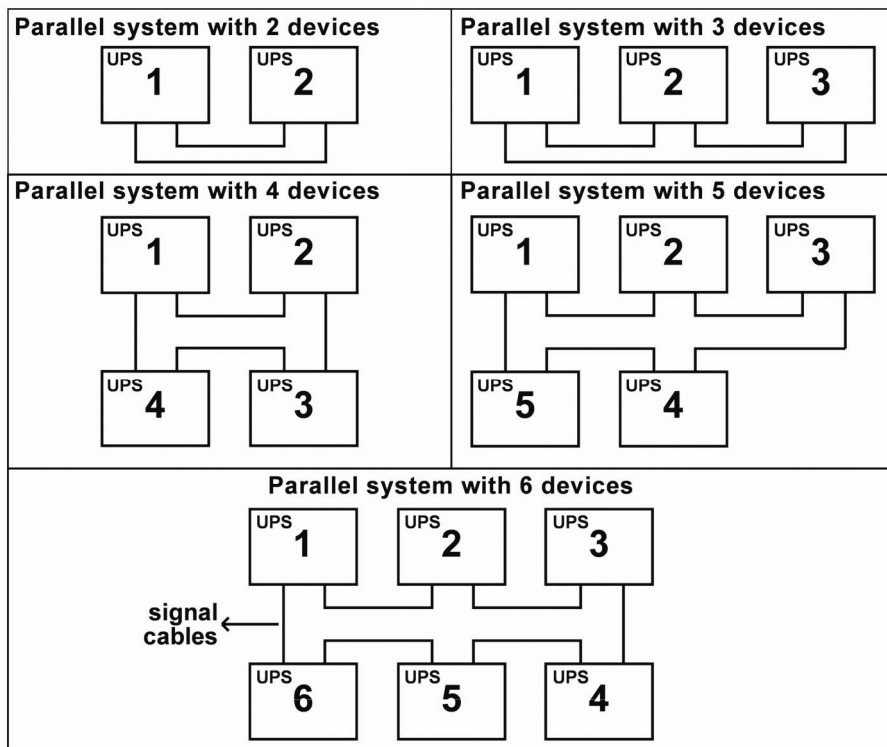 Parallel system with 2 devices
UPS 1
UPS 2
Parallel system with 3 devices
UPS 1
UPS 2
UPS 3
Parallel system with 4 devices
UPS 1
UPS 2
UPS 4
UPS 3
Parallel system with 5 devices
UPS 1
UPS 2
UPS 3
UPS 5
UPS 4
Parallel system with 6 devices
UPS 1
UPS 2
UPS 3
signal
cables
UPS 6
UPS 5
UPS 4